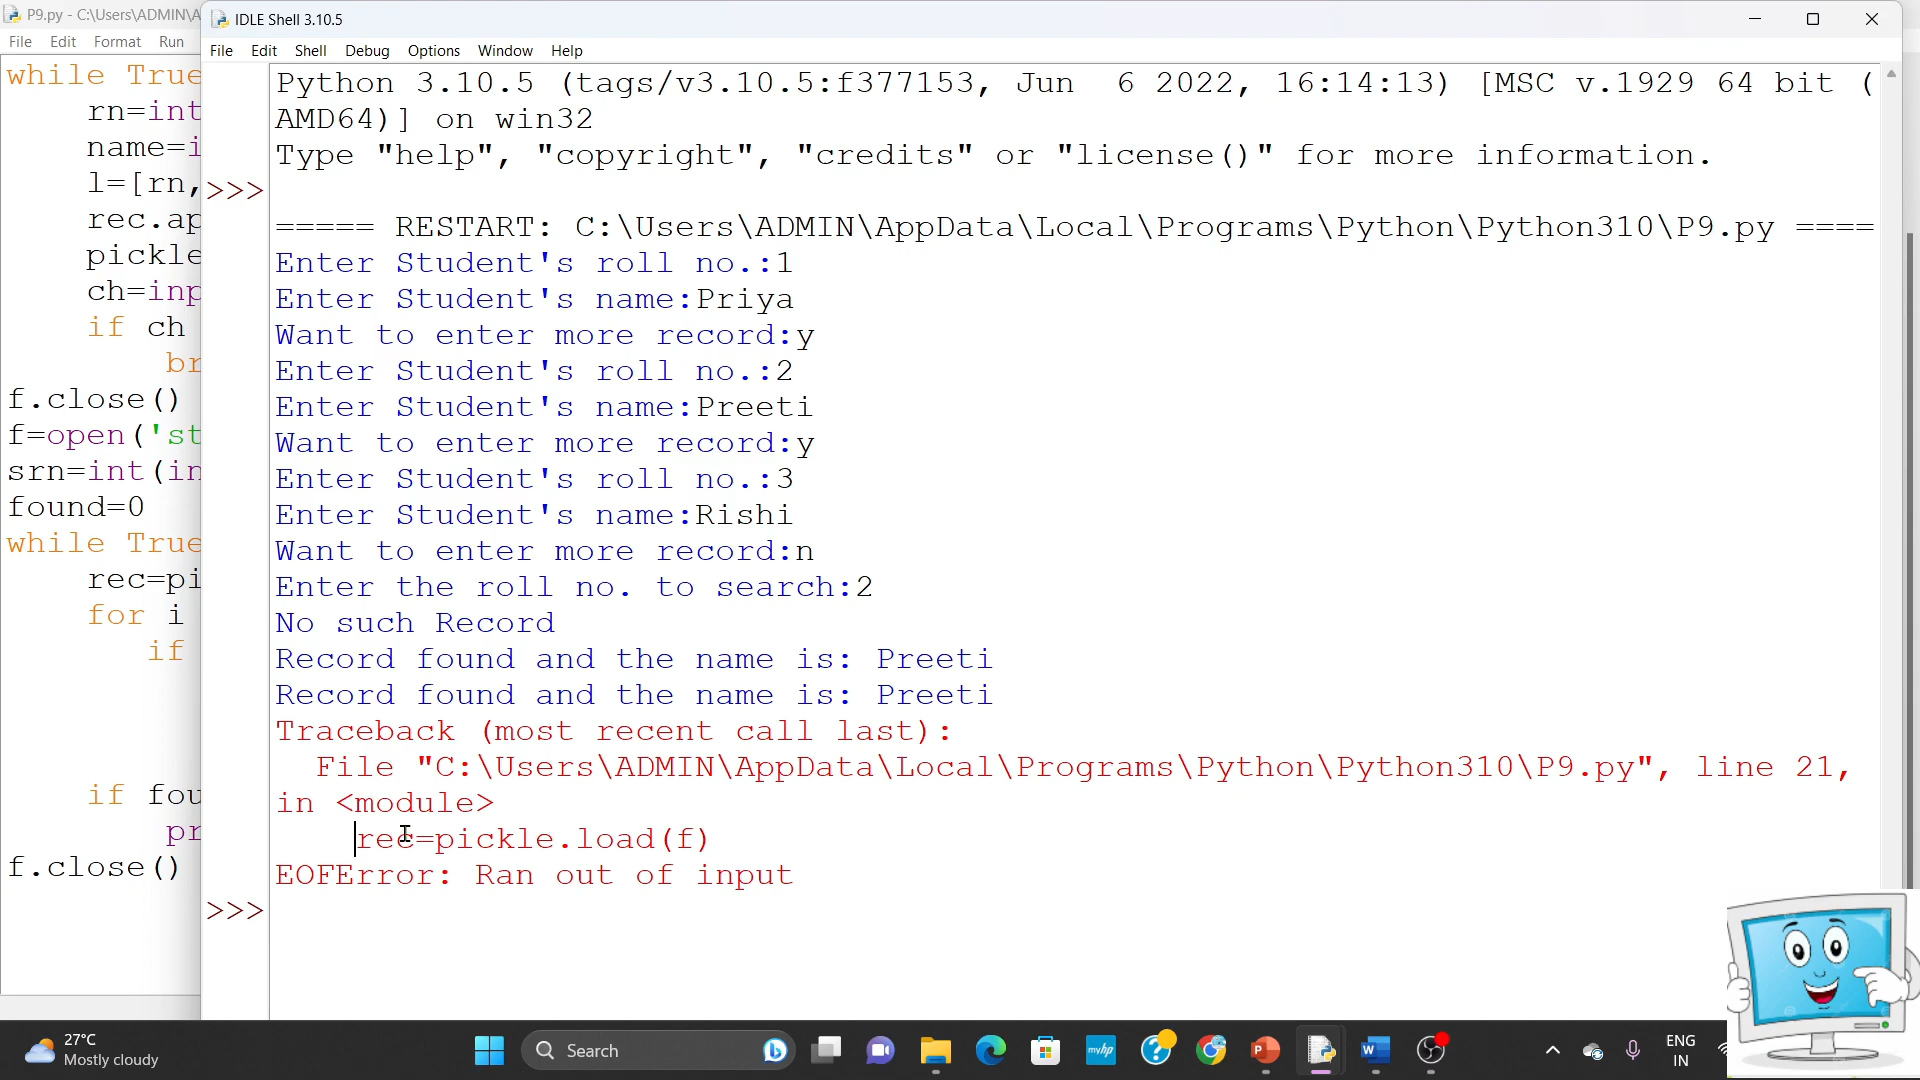 P9.py - C:\Users\ADMIN\A
File Edit Format Run
while True
rn=int
name=i
l=[rn,
rec.ap
pickle
ch=inp
if ch
br
f.close()
f=open('st
srn=int(in
found=0
while True
rec=pi
for i
if
if fou
pr
f.close()
IDLE Shell 3.10.5
File Edit Shell Debug Options Window Help
Python 3.10.5 (tags/v3.10.5:f377153, Jun  6 2022, 16:14:13) [MSC v.1929 64 bit (
AMD64)] on win32
Type "help", "copyright", "credits" or "license()" for more information.
>>>
===== RESTART: C:\Users\ADMIN\AppData\Local\Programs\Python\Python310\P9.py ====
Enter Student's roll no.:1
Enter Student's name:Priya
Want to enter more record:y
Enter Student's roll no.:2
Enter Student's name:Preeti
Want to enter more record:y
Enter Student's roll no.:3
Enter Student's name:Rishi
Want to enter more record:n
Enter the roll no. to search:2
No such Record
Record found and the name is: Preeti
Record found and the name is: Preeti
Traceback (most recent call last):
File "C:\Users\ADMIN\AppData\Local\Programs\Python\Python310\P9.py", line 21,
in <module>
rec=pickle.load(f)
EOFError: Ran out of input
>>>
27°C
Mostly cloudy
Search
myhp
ENG
IN